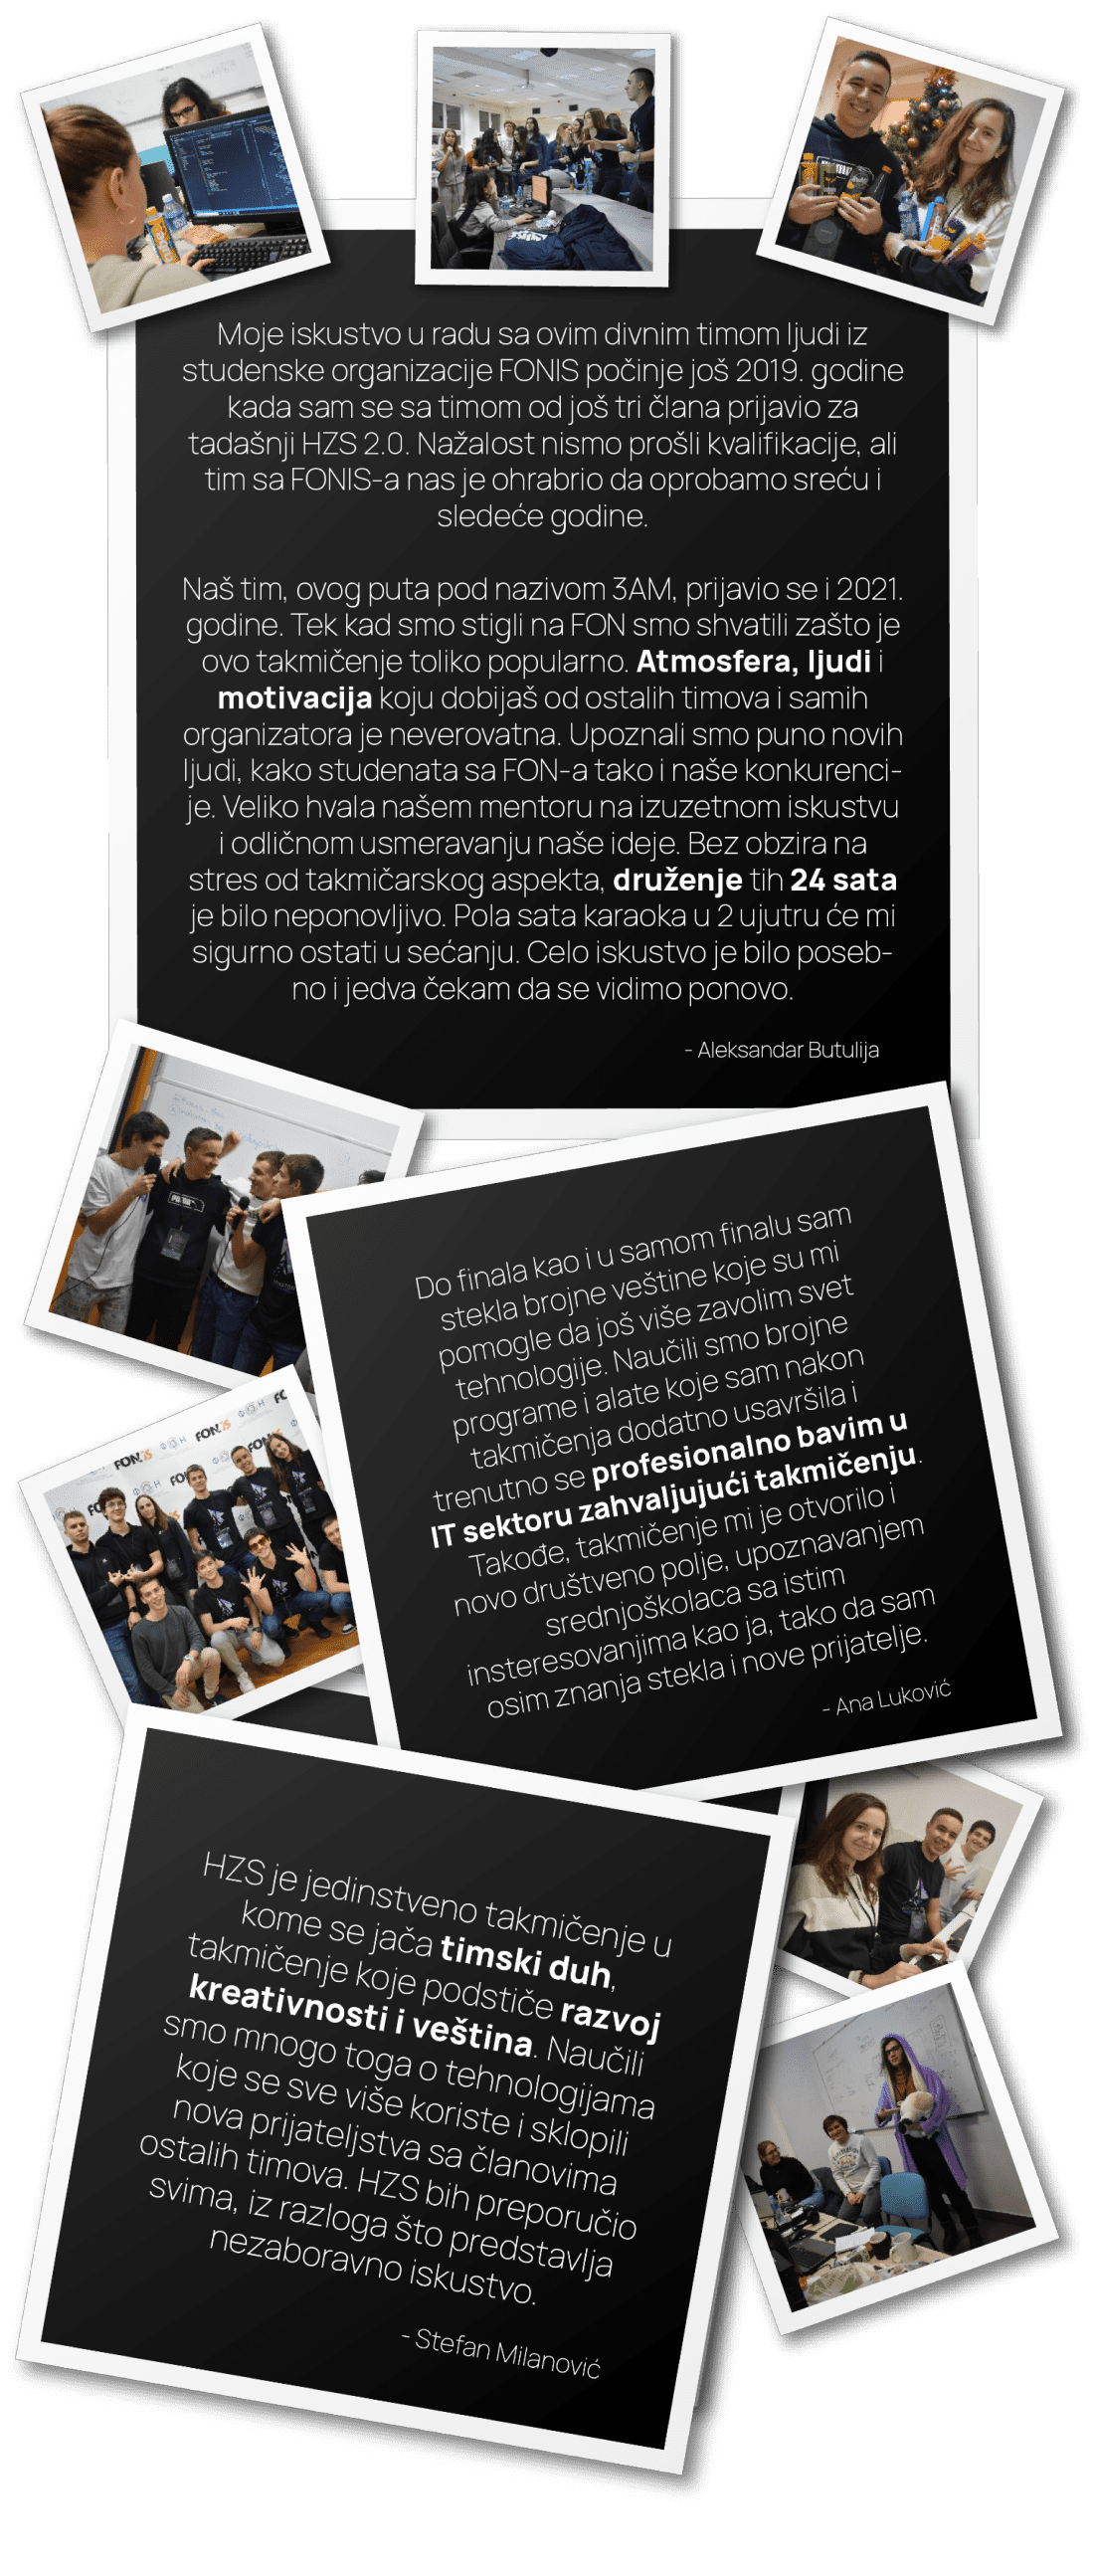 Moje iskustvo u radu sa ovim divnim timom ljudi iz
studenske organizacije FONIS počinje još 2019. godine
kada sam se sa timom od još tri člana prijavio za
tadašnji HZS 2.0. Nažalost nismo prošli kvalifikacije, ali
tim sa FONIS-a nas je ohrabrio da oprobamo sreću i
sledeće godine.
Naš tim, ovog puta pod nazivom 3AM, prijavio se i 2021.
godine. Tek kad smo stigli na FON smo shvatili zašto je
ovo takmičenje toliko popularno. Atmosfera, ljudi i
motivacija koju dobijaš od ostalih timova i samih
organizatora je neverovatna. Upoznali smo puno novih
ljudi, kako studenata sa FON-a tako i naše konkurenci-
je. Veliko hvala našem mentoru na izuzetnom iskustvu
i odličnom usmeravanju naše ideje. Bez obzira na
stres od takmičarskog aspekta, druženje tih 24 sata
je bilo neponovljivo. Pola sata karaoka u 2 ujutru će mi
sigurno ostati u sećanju. Celo iskustvo je bilo poseb-
no i jedva čekam da se vidimo ponovo.
- Aleksandar Butulija
Do finala kao i u samom finalu sam
stekla brojne veštine koje su mi
pomogle da još više zavolim svet
tehnologije. Naučili smo brojne
programe i alate koje sam nakon
takmičenja dodatno usavršila i
trenutno se profesionalno bavim u
IT sektoru zahvaljujući takmičenju.
Takođe, takmičenje mi je otvorilo i
novo društveno polje, upoznavanjem
srednjoškolaca sa istim
insteresovanjima kao ja, tako da sam
osim znanja stekla i nove prijatelje.
- Ana Luković
FON
FON
FON
HZS je jedinstveno takmičenje u
kome se jača timski duh,
takmičenje koje podstiče razvoj
kreativnosti i veština. Naučili
smo mnogo toga o tehnologijama
koje se sve više koriste i sklopili
nova prijateljstva sa članovima
ostalih timova. HZS bih preporučio
svima, iz razloga što predstavlja
nezaboravno iskustvo.
- Stefan Milanović